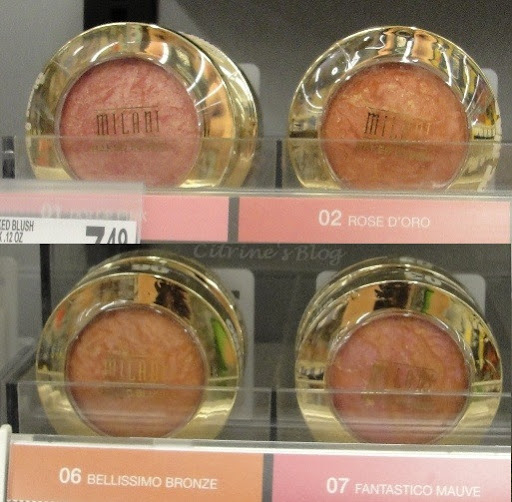 MILANI
MILANI
02 ROSE D'ORO
KED BLUSH
.12 OZ
7.49
Citrine's Blog
MILANI
06 BELLISSIMO BRONZE
07 FANTASTICO MAUVE